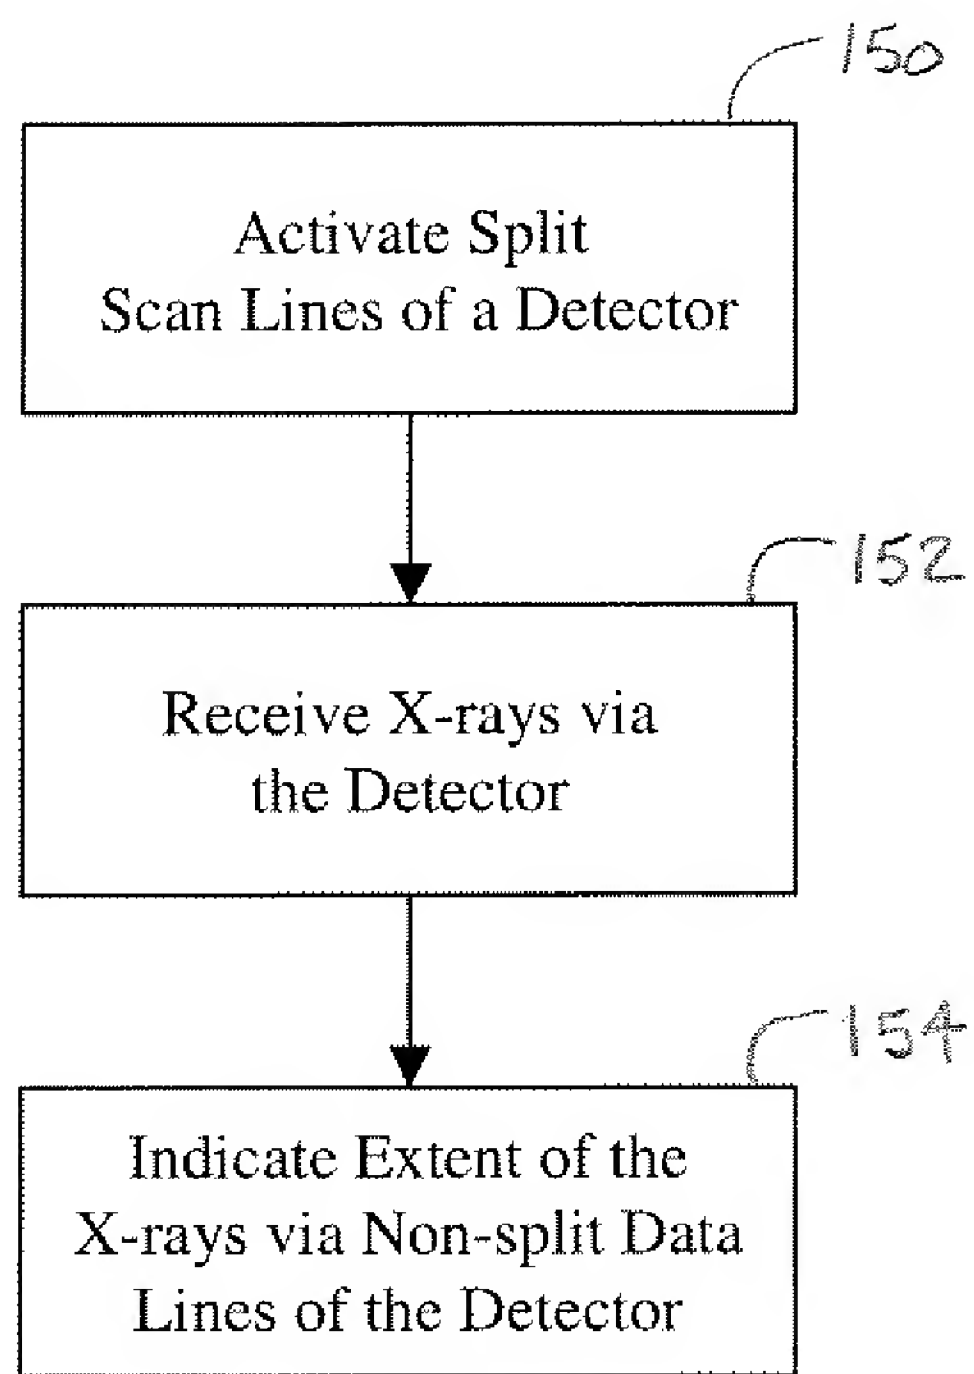 150
Activate Split
Scan Lines of a Detector
152
Receive X-rays via
the Detector
154
Indicate Extent of the
X-rays via Non-split Data
Lines of the Detector